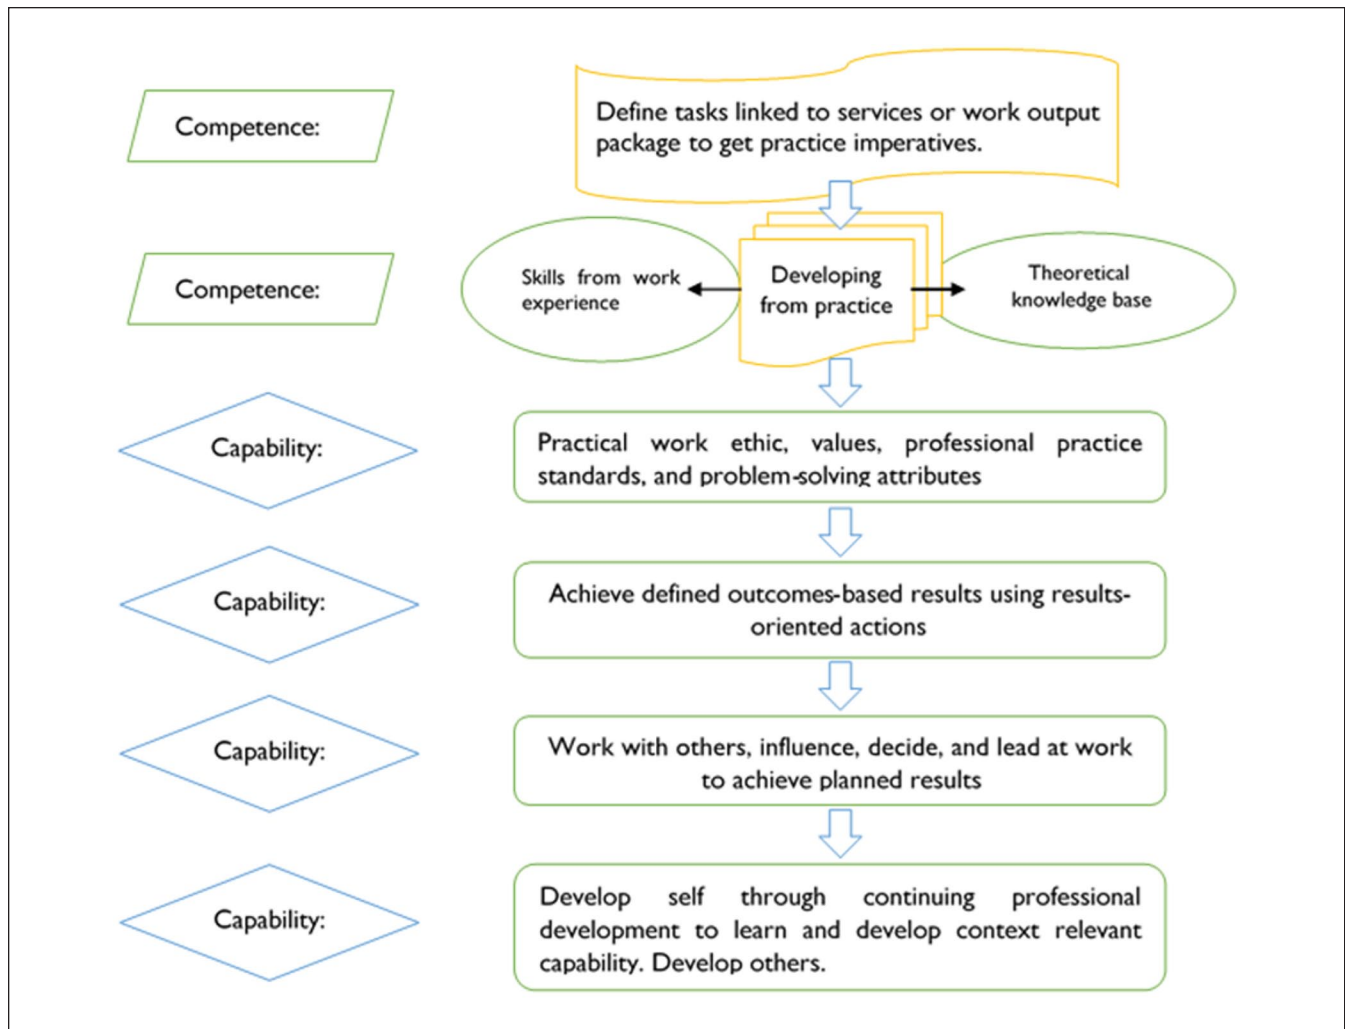 Competence:
Define tasks linked to services or work output
package to get practice imperatives.
Competence:
Skills from work
experience
Developing
from practice
Theoretical
knowledge base
Capability:
Practical work ethic, values, professional practice
standards, and problem-solving attributes
Capability:
Achieve defined outcomes-based results using results-
oriented actions
Capability:
Work with others, influence, decide, and lead at work
to achieve planned results
Capability:
Develop self through continuing professional
development to learn and develop context relevant
capability. Develop others.